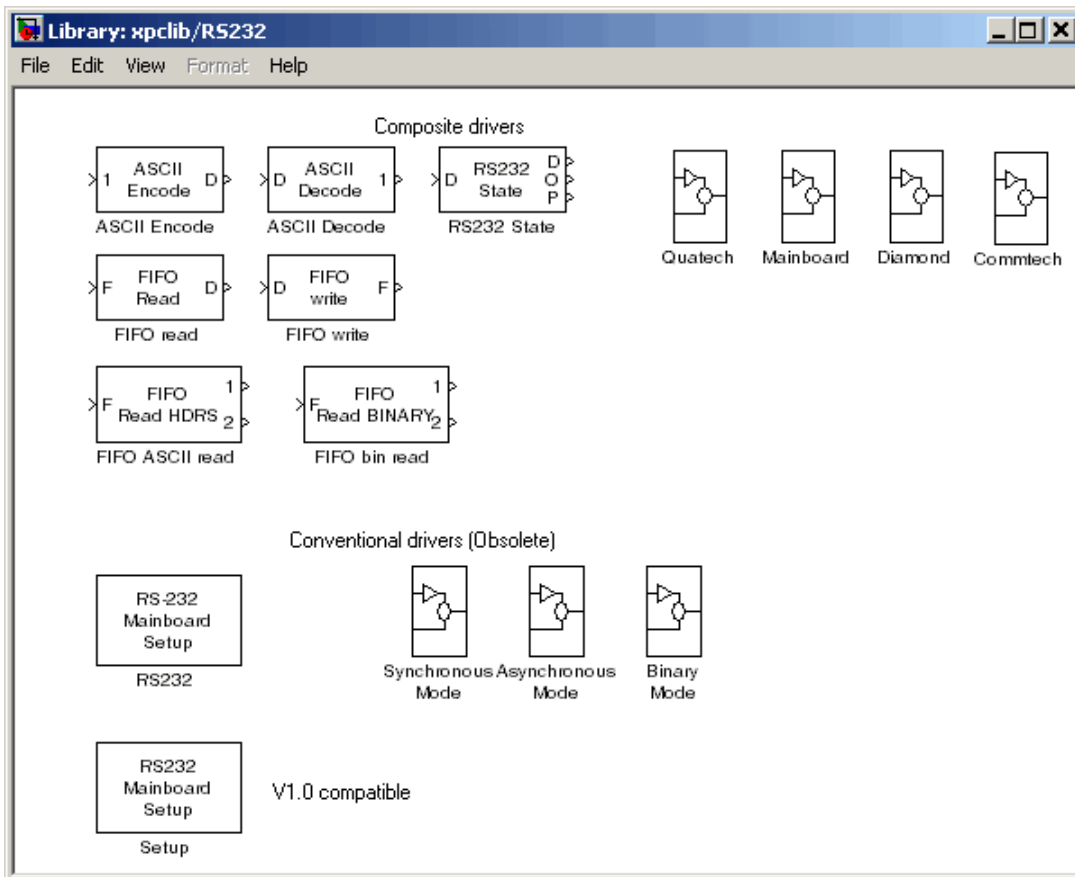 Library: xpclib/RS232
File Edit View Format Help
Composite drivers
1 ASCII Encode D
ASCII Encode
D ASCII Decode 1
ASCII Decode
D RS232 State D O P
RS232 State
Quatech
Mainboard
Diamond
Commtech
F FIFO Read D
FIFO read
D FIFO write F
FIFO write
F FIFO Read HDRS 1 2
FIFO ASCII read
F FIFO Read BINARY 1 2
FIFO bin read
Conventional drivers (Obsolete)
RS-232
Mainboard
Setup
RS232
Synchronous
Mode
Asynchronous
Mode
Binary
Mode
RS232
Mainboard
Setup
Setup
V1.0 compatible